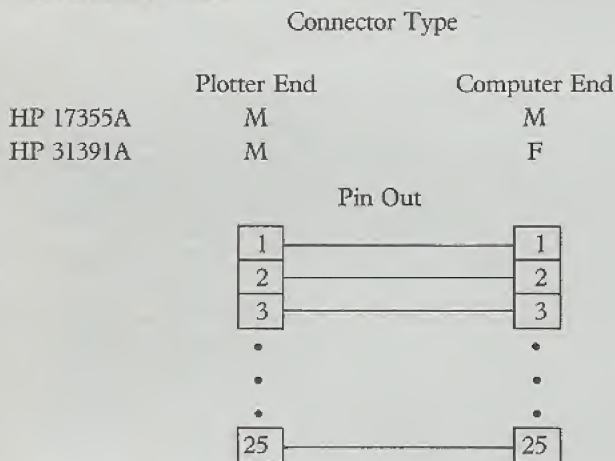 Connector Type
Plotter End Computer End
HP 17355A M M
HP 31391A M F
Pin Out
1 1
2 2
3 3
25 25